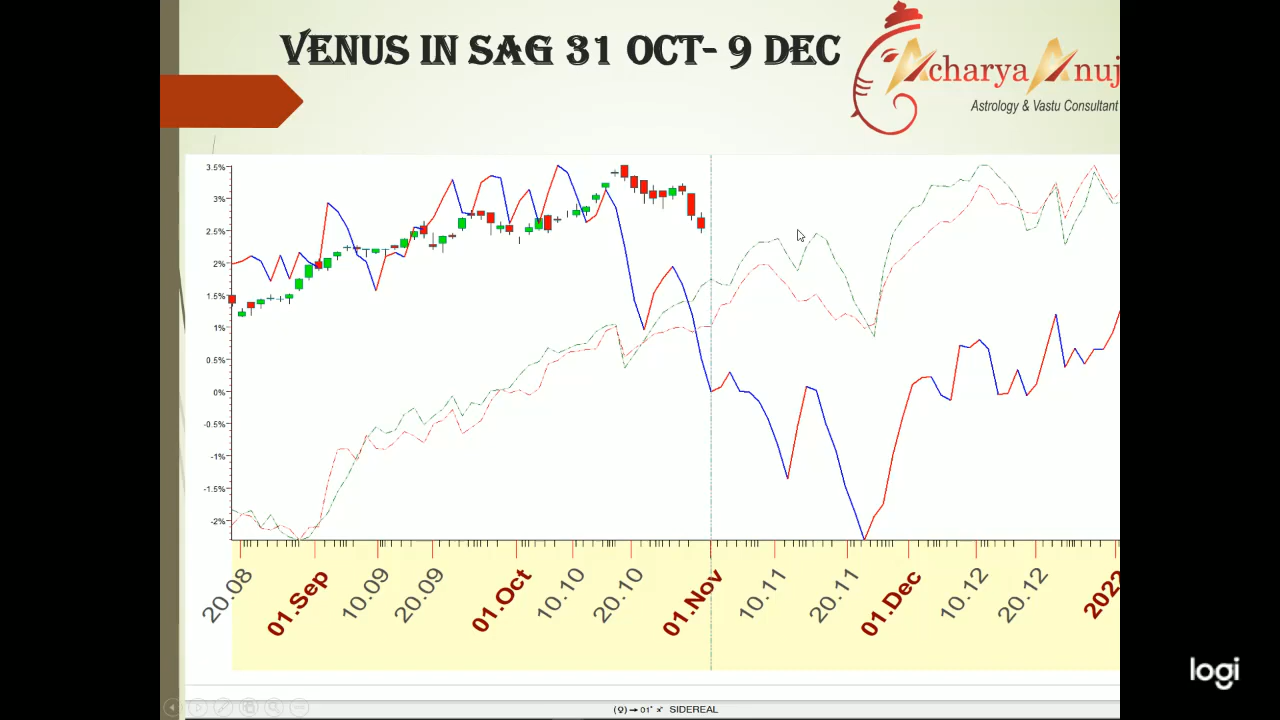 VENUS IN SAG 31 OCT- 9 DEC
Acharya Anuj
Astrology & Vastu Consultant
3.5%
3%
2.5%
2%
1.5%
1%
0.5%
0%
-0.5%
-1%
-1.5%
-2%
20.08 01.Sep 10.09 20.09 01.Oct 10.10 20.10 01.Nov 10.11 20.11 01.Dec 10.12 20.12 2022
logi
(♀) → 01° ♐ SIDEREAL